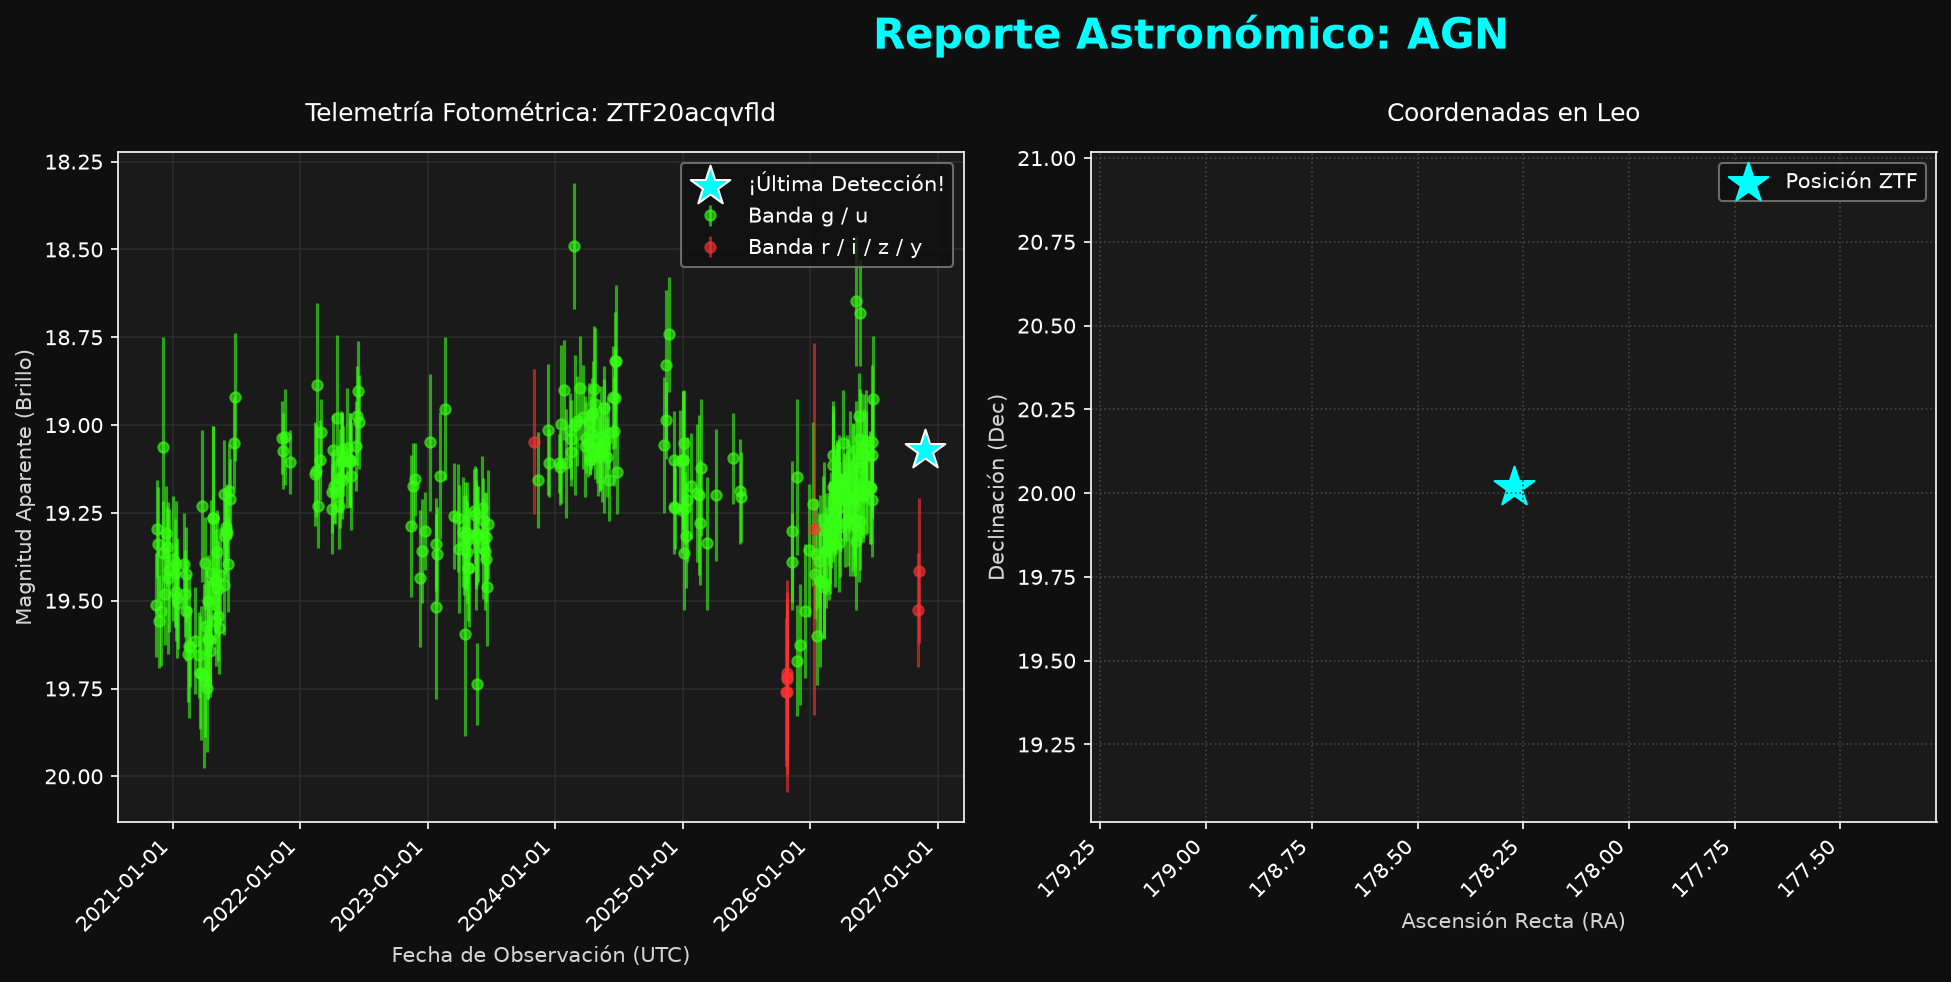 Reporte Astronómico: AGN
Telemetría Fotométrica: ZTF20acqvfld
¡Última Detección!
Banda g / u
Banda r / i / z / y
Magnitud Aparente (Brillo)
18.25
18.50
18.75
19.00
19.25
19.50
19.75
20.00
2021-01-01
2022-01-01
2023-01-01
2024-01-01
2025-01-01
2026-01-01
2027-01-01
Fecha de Observación (UTC)
Coordenadas en Leo
Posición ZTF
Declinación (Dec)
21.00
20.75
20.50
20.25
20.00
19.75
19.50
19.25
179.25
179.00
178.75
178.50
178.25
178.00
177.75
177.50
Ascensión Recta (RA)